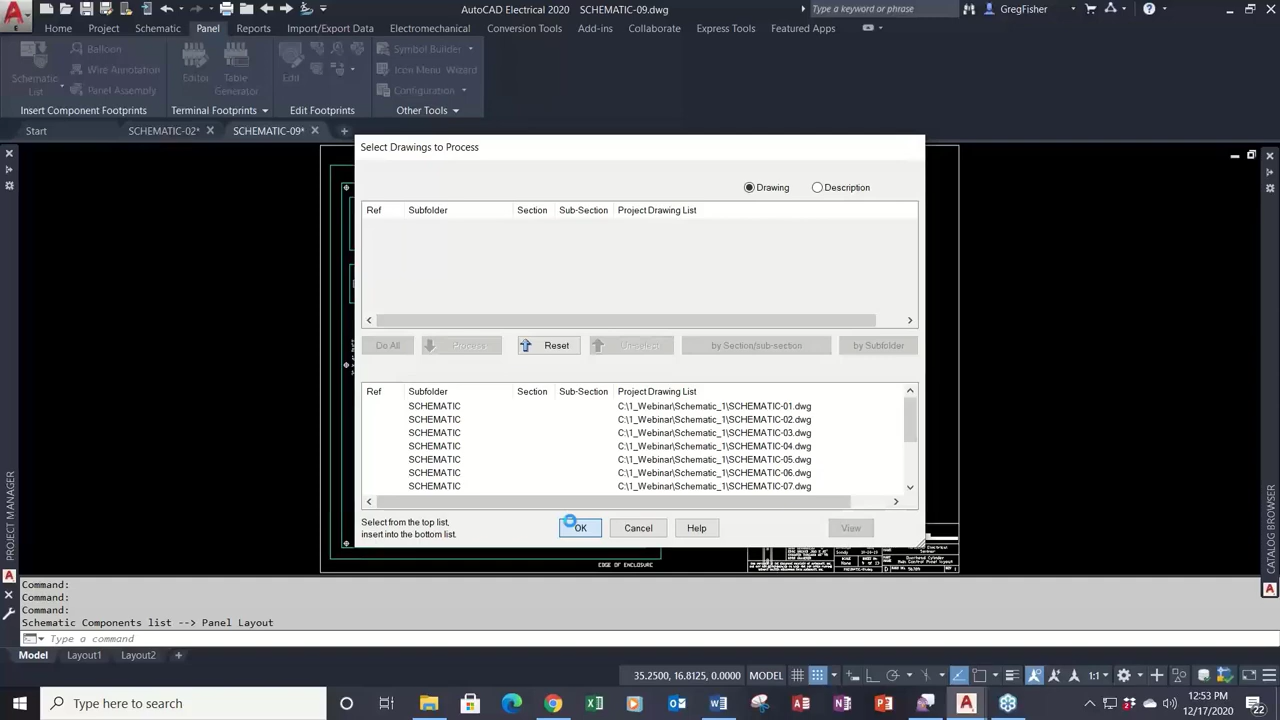 AutoCAD Electrical 2020 SCHEMATIC-09.dwg
Type a keyword or phrase
GregFisher
Home Project Schematic Panel Reports Import/Export Data Electromechanical Conversion Tools Add-ins Collaborate Express Tools Featured Apps
Schematic
List
Balloon
Wire Annotation
Panel Assembly
Editor
Table
Generator
Edit
Symbol Builder
Icon Menu Wizard
Configuration
Insert Component Footprints Terminal Footprints Edit Footprints Other Tools
Start SCHEMATIC-02* SCHEMATIC-09*
Select Drawings to Process
Drawing Description
Ref Subfolder Section Sub-Section Project Drawing List
Do All Process Reset Unselect by Section/sub-section by Subfolder
Ref Subfolder Section Sub-Section Project Drawing List
SCHEMATIC C:\1_Webinar\Schematic_1\SCHEMATIC-01.dwg
SCHEMATIC C:\1_Webinar\Schematic_1\SCHEMATIC-02.dwg
SCHEMATIC C:\1_Webinar\Schematic_1\SCHEMATIC-03.dwg
SCHEMATIC C:\1_Webinar\Schematic_1\SCHEMATIC-04.dwg
SCHEMATIC C:\1_Webinar\Schematic_1\SCHEMATIC-05.dwg
SCHEMATIC C:\1_Webinar\Schematic_1\SCHEMATIC-06.dwg
SCHEMATIC C:\1_Webinar\Schematic_1\SCHEMATIC-07.dwg
Select from the top list,
insert into the bottom list.
OK Cancel Help View
EDGE OF ENCLOSURE
PROJECT MANAGER
CATALOG BROWSER
Command:
Command:
Command:
Schematic Components list --> Panel Layout
Type a command
Model Layout1 Layout2
35.2500, 16.8125, 0.0000 MODEL 1:1
Type here to search
12:53 PM
12/17/2020
22